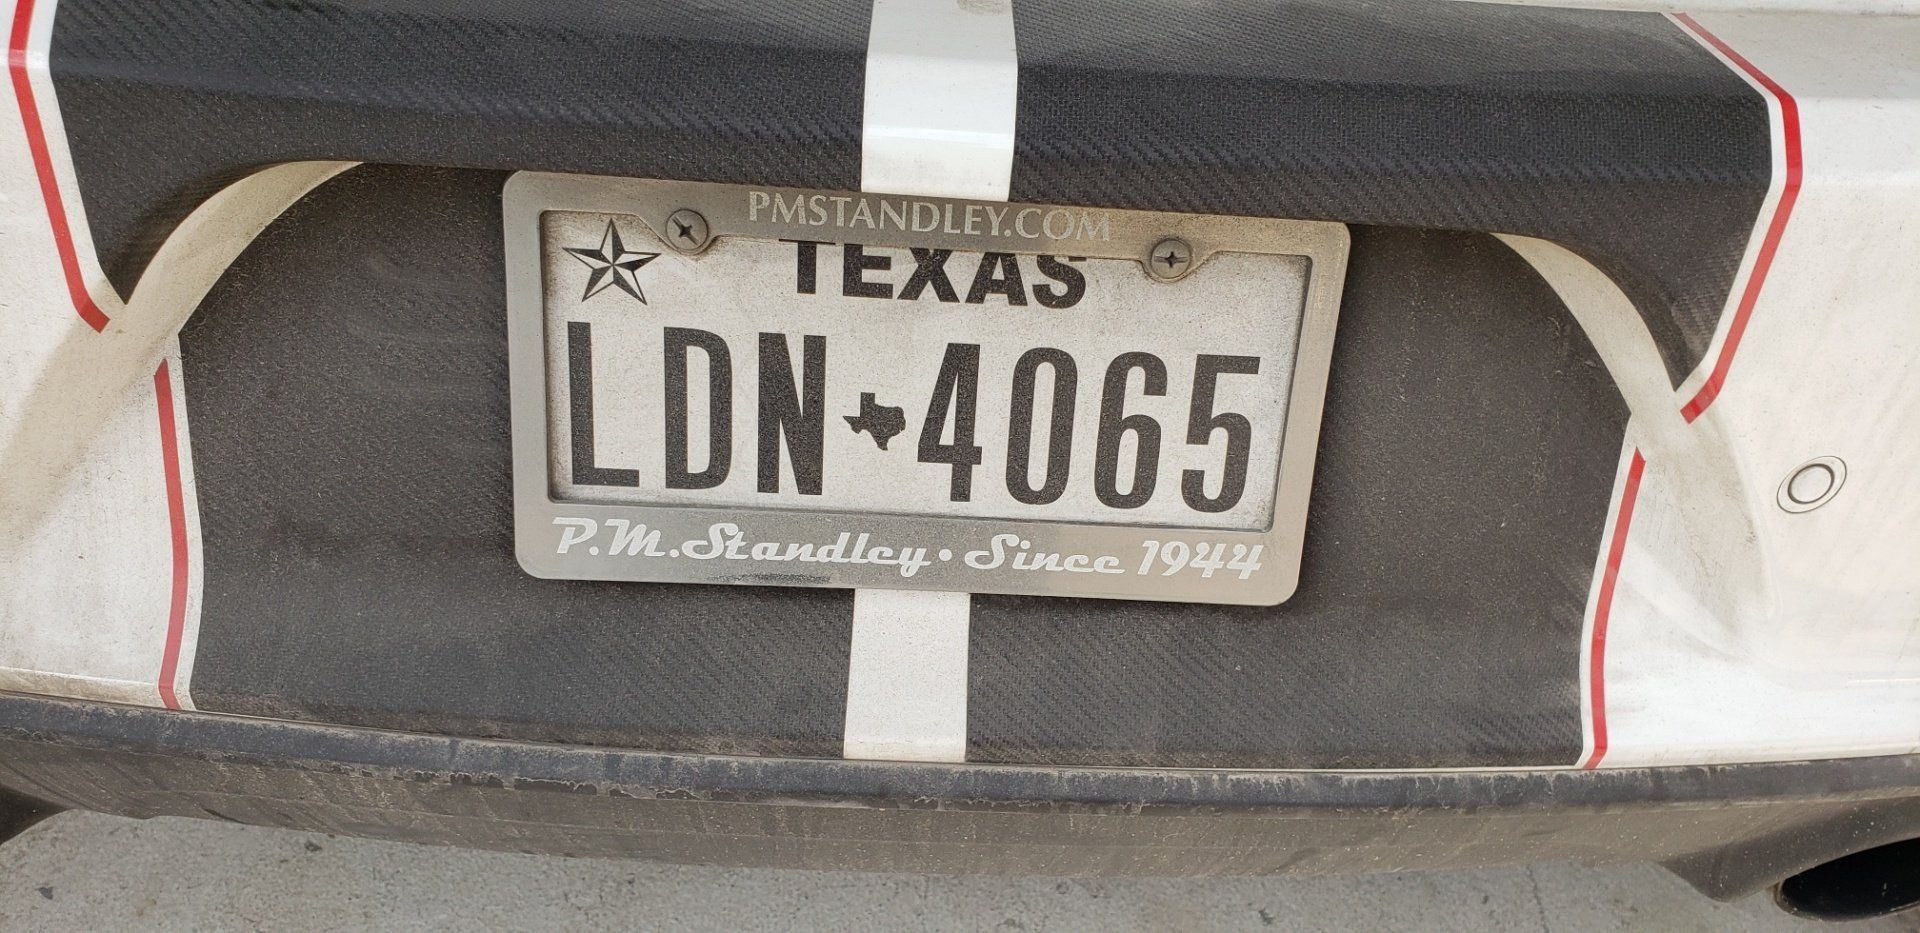 PMSTANDLEY.COM
TEXAS
LDN 4065
P.M. Standley • Since 1944